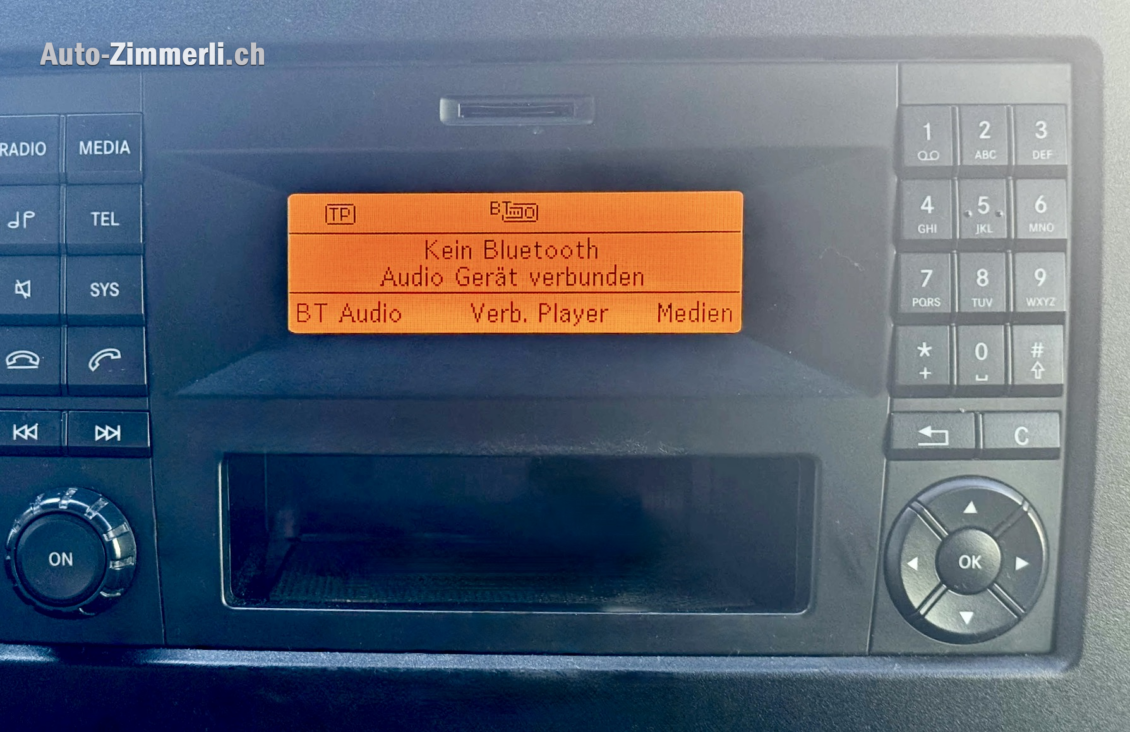 Auto-Zimmerli.ch
RADIO MEDIA
TEL
SYS
ON
TP BT
Kein Bluetooth
Audio Gerät verbunden
BT Audio Verb. Player Medien
1 2 ABC 3 DEF
4 GHI 5 JKL 6 MNO
7 PQRS 8 TUV 9 WXYZ
* + 0 #
C
OK